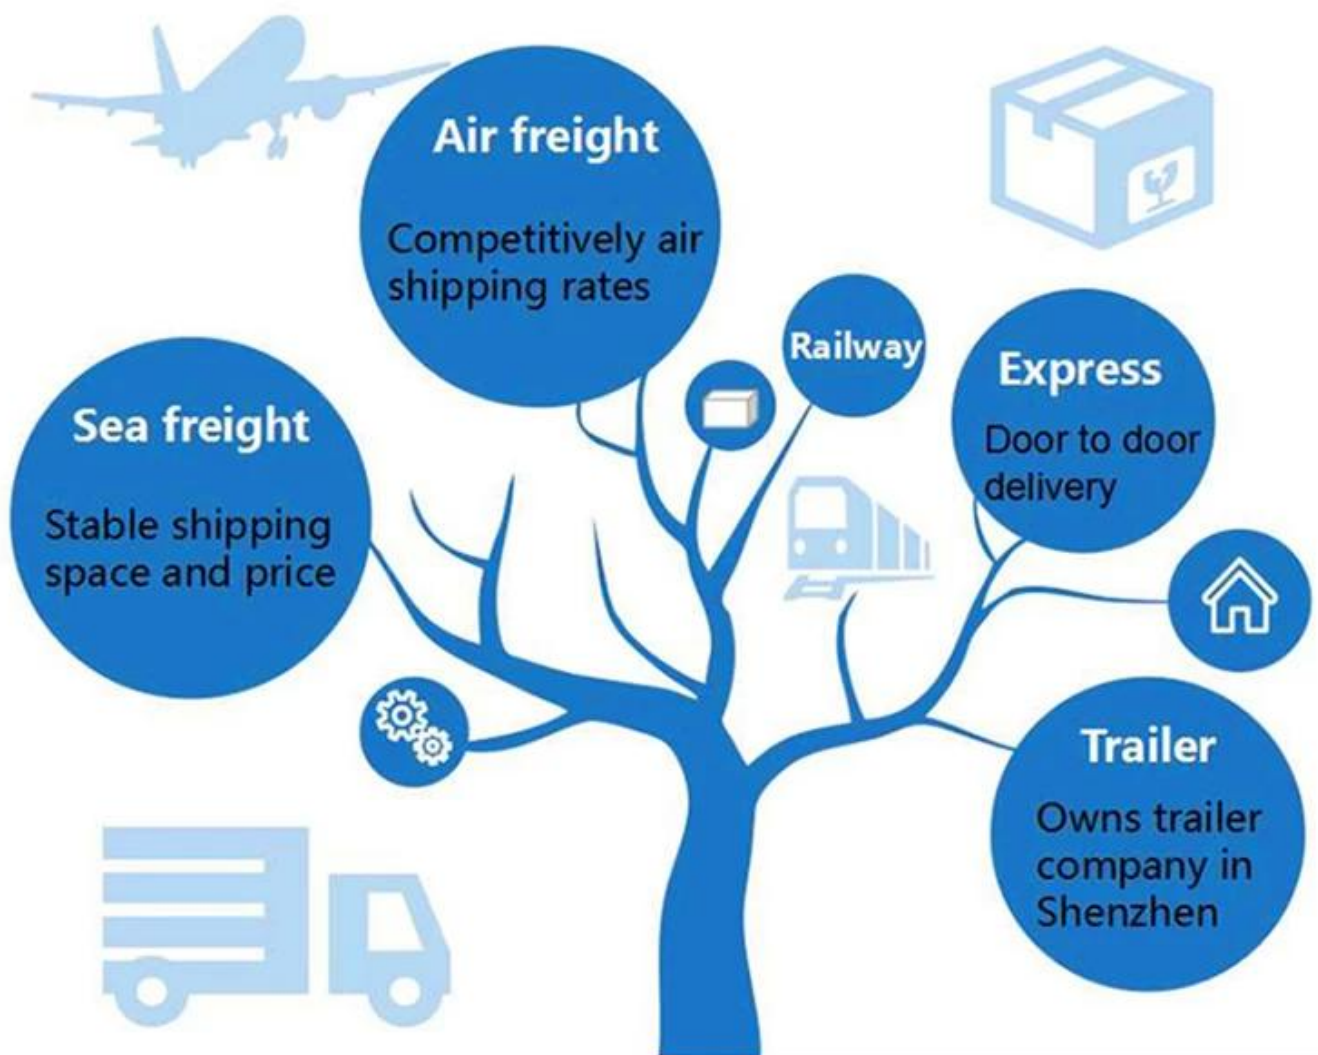 Air freight
Competitively air
shipping rates
Railway
Express
Door to door
delivery
Sea freight
Stable shipping
space and price
Trailer
Owns trailer
company in
Shenzhen